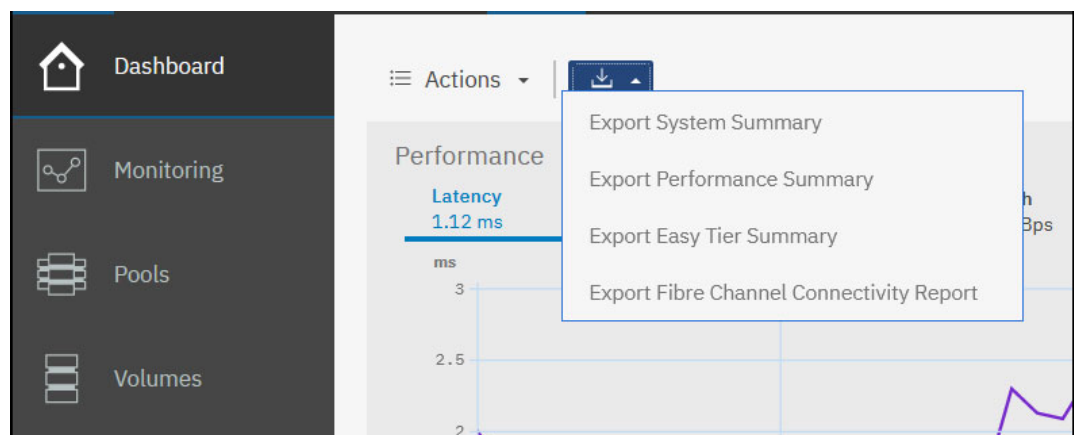 Dashboard
Actions
Export System Summary
Monitoring
Performance
Export Performance Summary
Latency
h
1.12 ms
Bps
Export Easy Tier Summary
ms
Pools
3
Export Fibre Channel Connectivity Report
2.5
Volumes
2